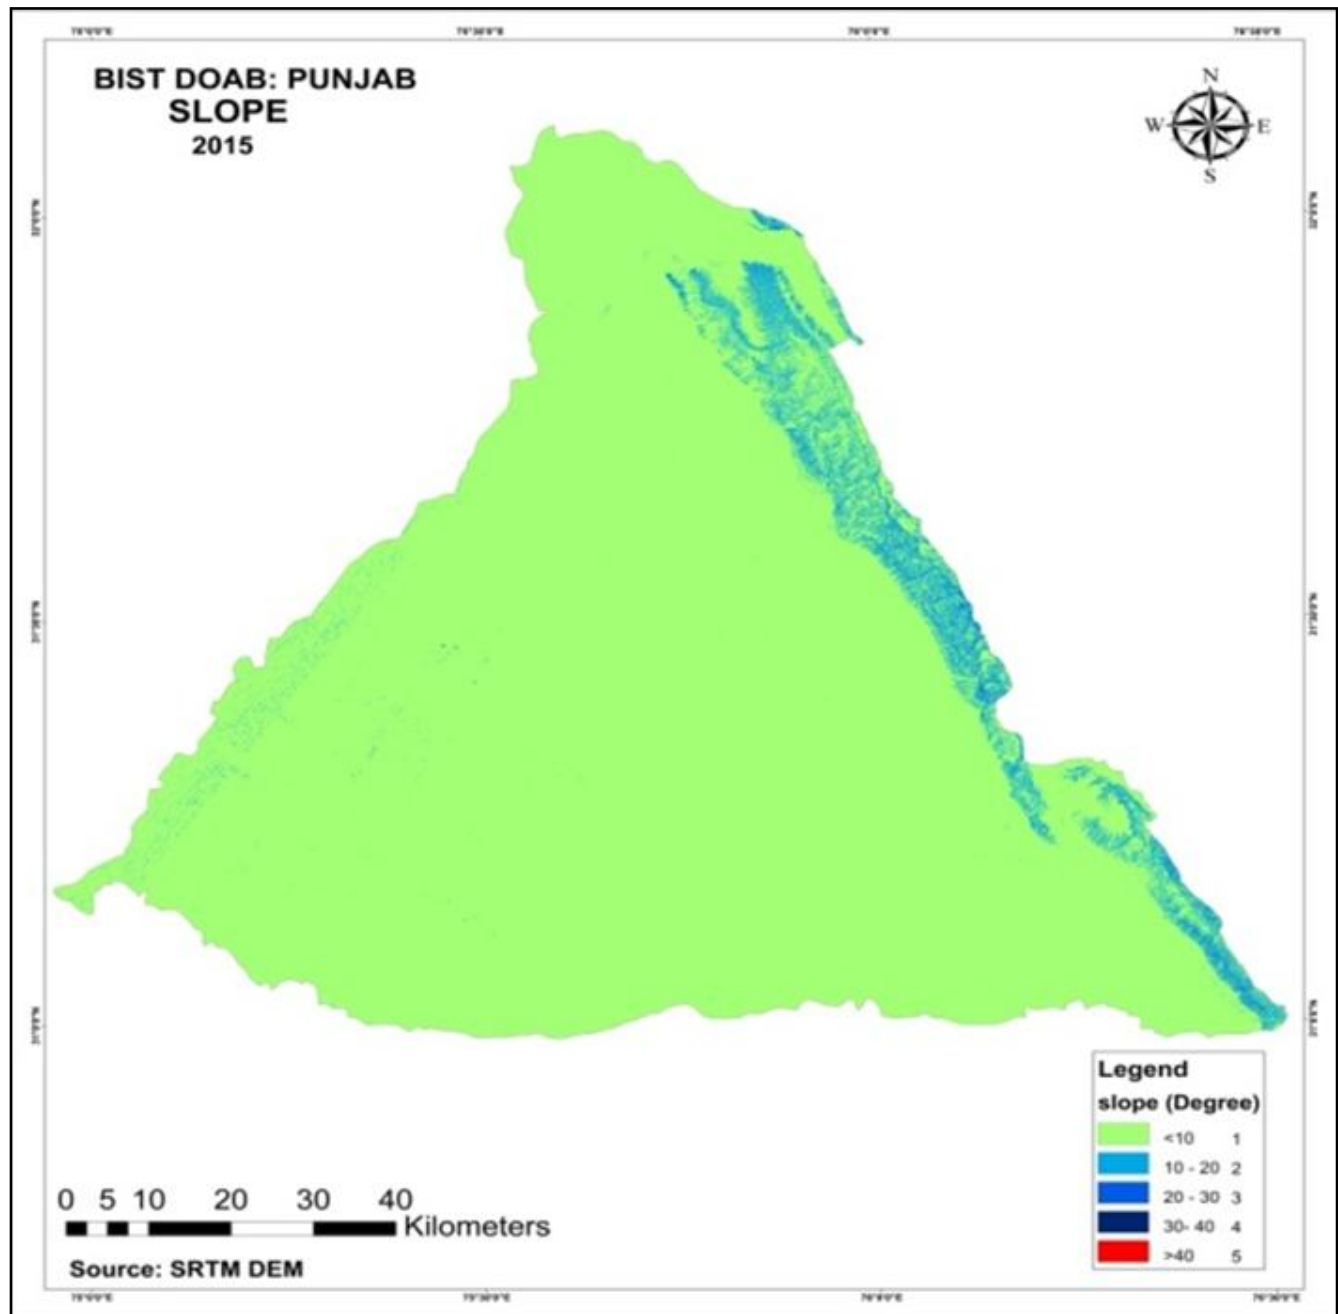 BIST DOAB: PUNJAB
SLOPE
2015
N
W E
S
Legend
slope (Degree)
<10 1
10 - 20 2
20 - 30 3
30- 40 4
>40 5
0 5 10 20 30 40
Kilometers
Source: SRTM DEM